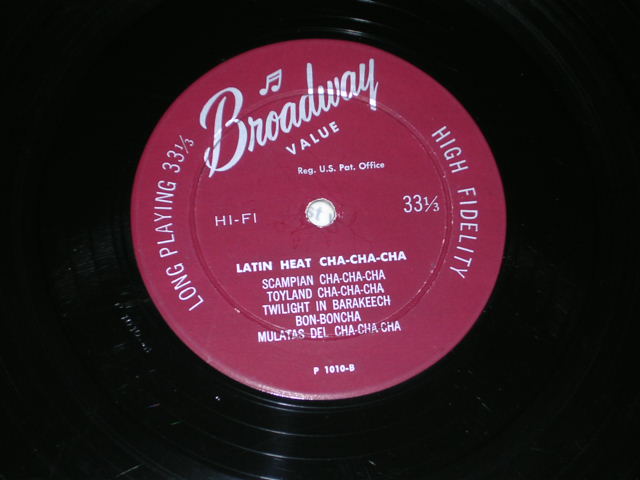 Broadway
VALUE
Reg. U.S. Pat. Office
LONG PLAYING 33⅓
HIGH FIDELITY
HI-FI
33⅓
LATIN HEAT CHA-CHA-CHA
SCAMPIAN CHA-CHA-CHA
TOYLAND CHA-CHA-CHA
TWILIGHT IN BARAKEECH
BON-BONCHA
MULATAS DEL CHA-CHA-CHA
P 1010-B